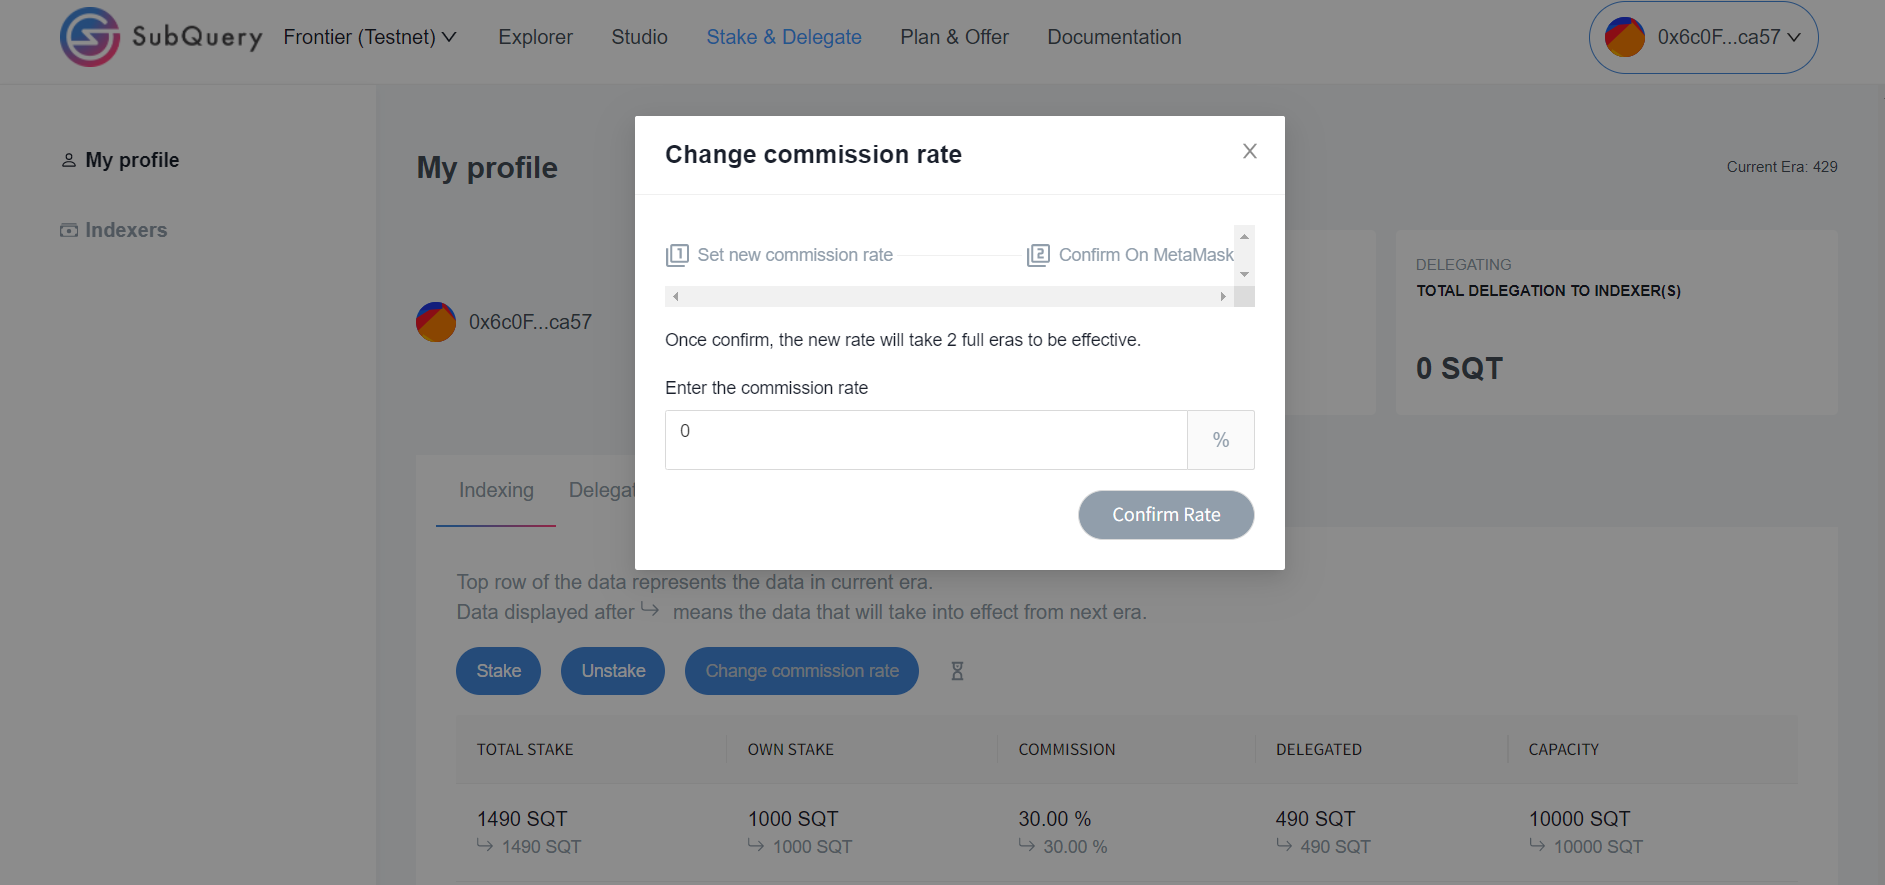 SubQuery
Frontier (Testnet)
Explorer
Studio
Stake & Delegate
Plan & Offer
Documentation
0x6c0F...ca57
My profile
Indexers
My profile
Current Era: 429
0x6c0F...ca57
DELEGATING
TOTAL DELEGATION TO INDEXER(S)
0 SQT
Change commission rate
1 Set new commission rate
2 Confirm On MetaMask
Once confirm, the new rate will take 2 full eras to be effective.
Enter the commission rate
0
%
Confirm Rate
Indexing
Delegat
Top row of the data represents the data in current era.
Data displayed after ↪ means the data that will take into effect from next era.
Stake
Unstake
Change commission rate
TOTAL STAKE
OWN STAKE
COMMISSION
DELEGATED
CAPACITY
1490 SQT
1000 SQT
30.00 %
490 SQT
10000 SQT
1490 SQT
1000 SQT
30.00 %
490 SQT
10000 SQT